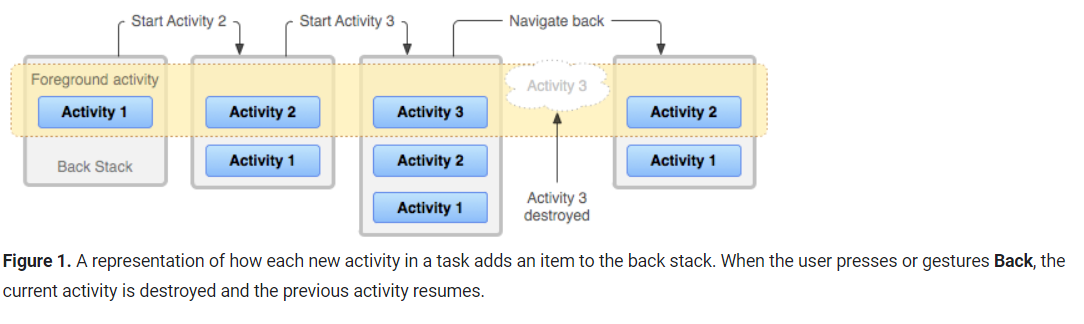 Start Activity 2
Start Activity 3
Navigate back
Foreground activity
Activity 1
Back Stack
Activity 2
Activity 1
Activity 3
Activity 2
Activity 1
Activity 3
Activity 3
destroyed
Activity 2
Activity 1
Figure 1. A representation of how each new activity in a task adds an item to the back stack. When the user presses or gestures Back, the
current activity is destroyed and the previous activity resumes.